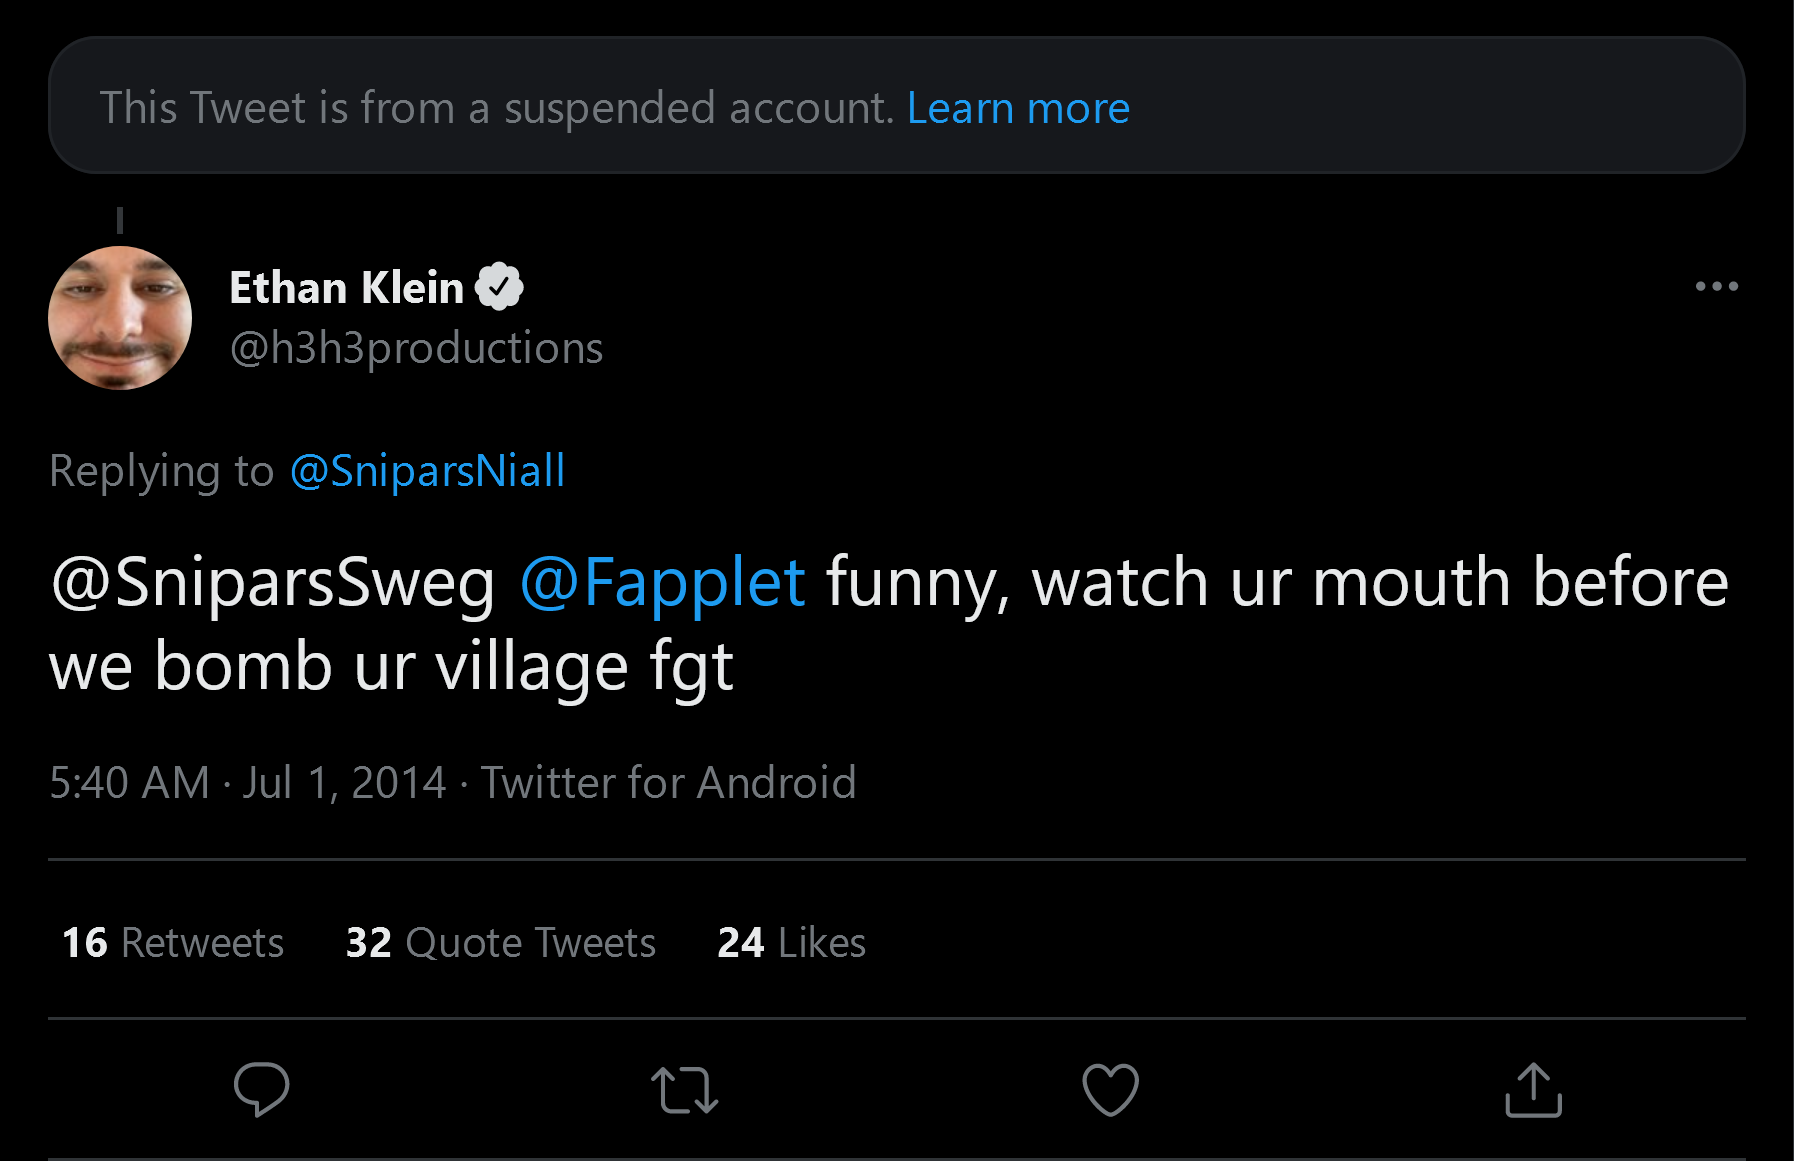 This Tweet is from a suspended account. Learn more
Ethan Klein
@h3h3productions
Replying to @SniparsNiall
@SniparsSweg @Fapplet funny, watch ur mouth before
we bomb ur village fgt
5:40 AM · Jul 1, 2014 · Twitter for Android
16 Retweets 32 Quote Tweets 24 Likes